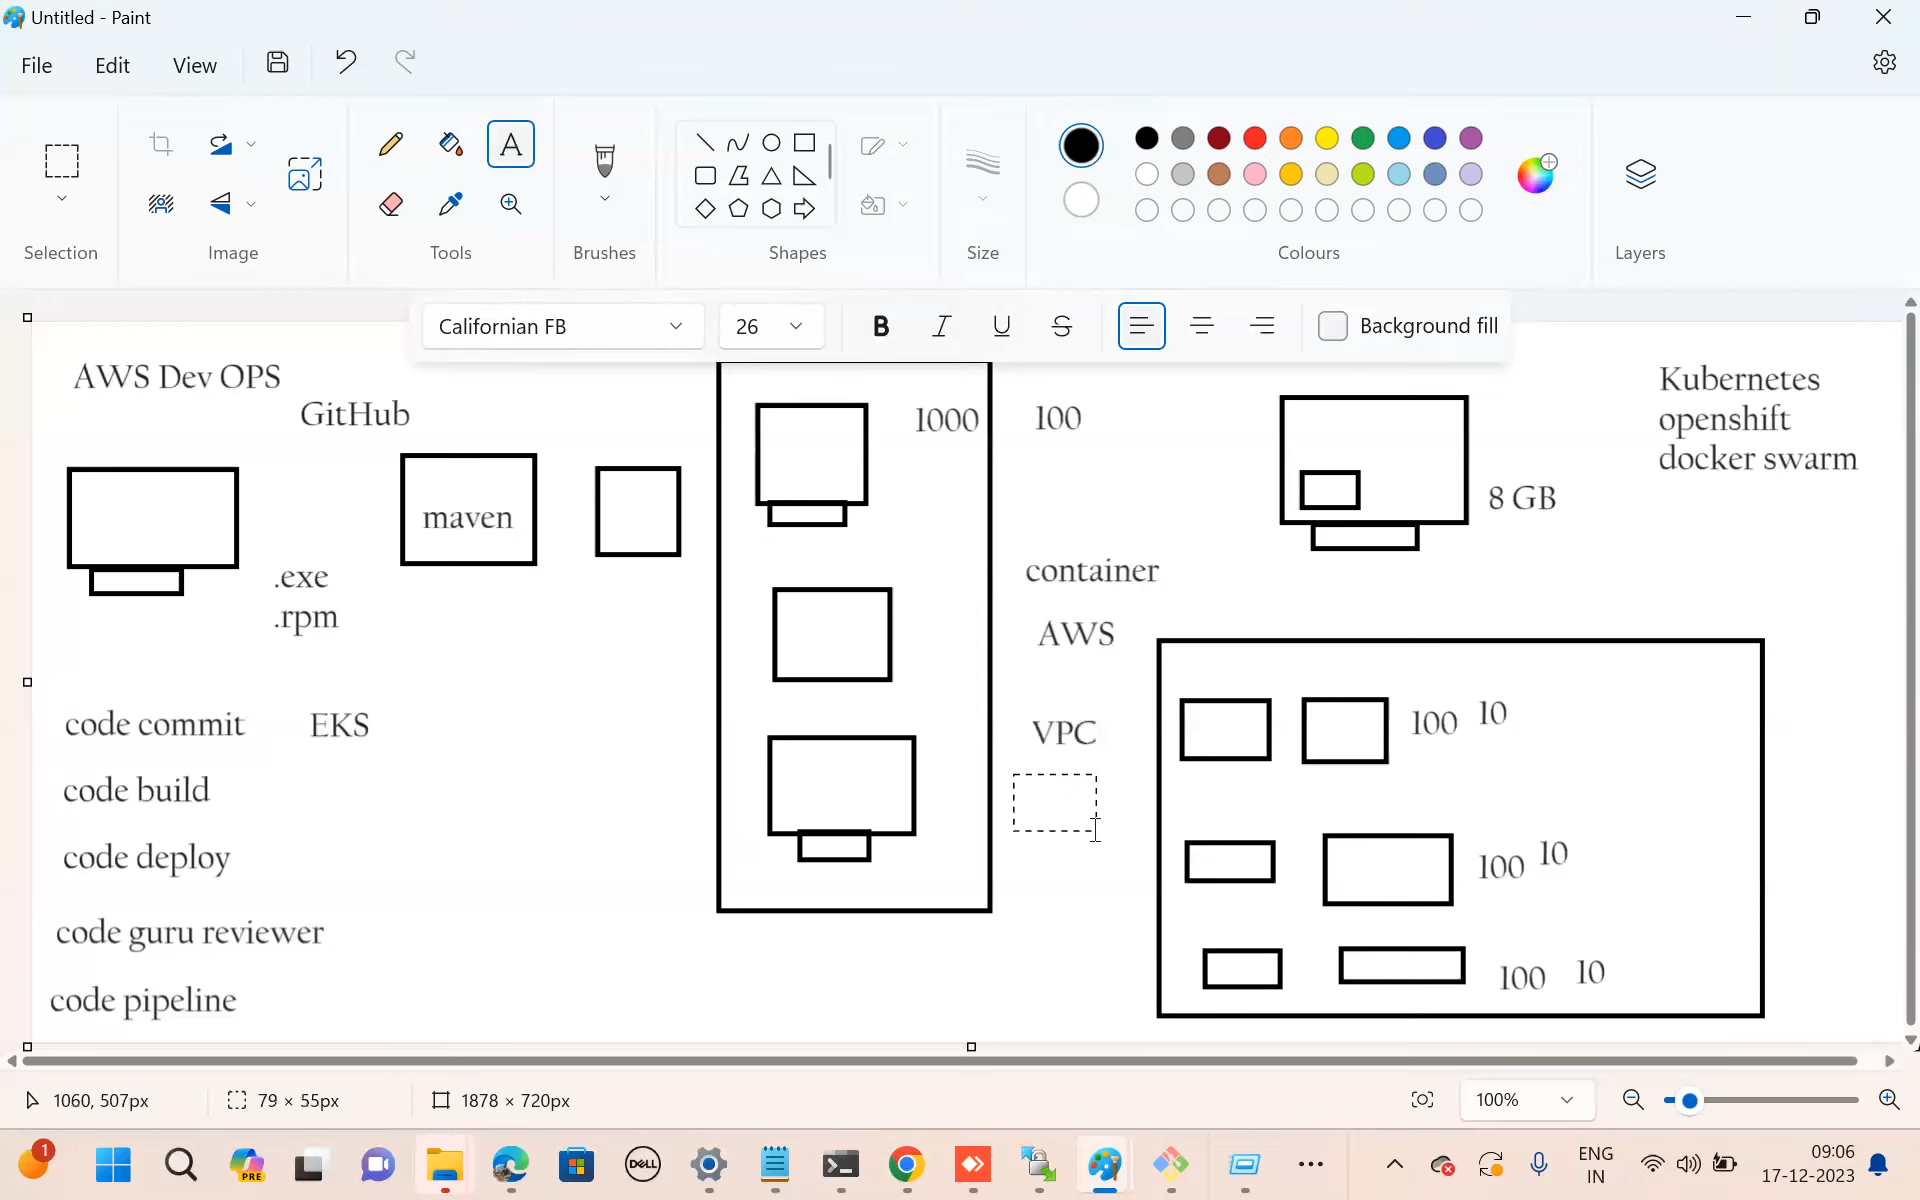 Untitled - Paint
File Edit View
Selection
Image
Tools
Brushes
Shapes
Size
Colours
Layers
Californian FB
26
B I U S
Background fill
AWS Dev OPS
GitHub
maven
.exe
.rpm
code commit
EKS
code build
code deploy
code guru reviewer
code pipeline
1000
100
container
AWS
VPC
8 GB
Kubernetes
openshift
docker swarm
100 10
100 10
100 10
1060, 507px
79 × 55px
1878 × 720px
100%
1
PRE
DELL
ENG
IN
09:06
17-12-2023